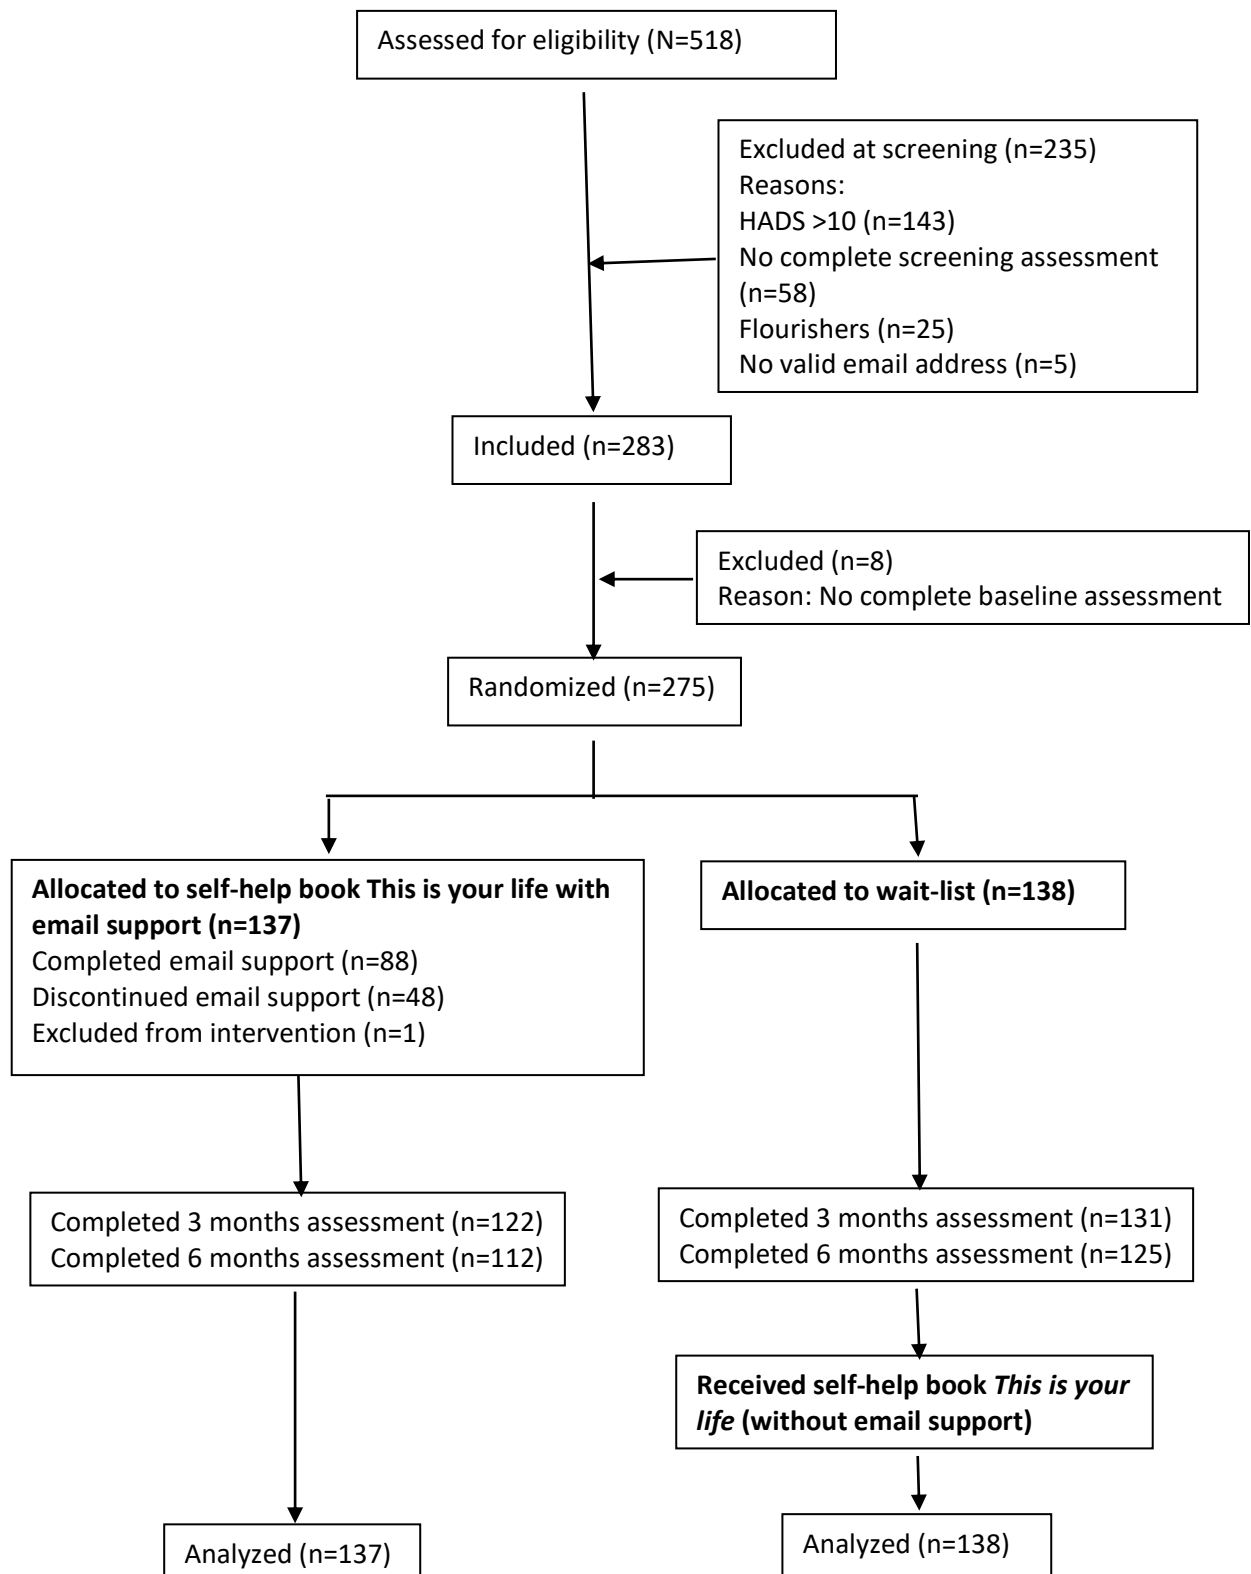 Assessed for eligibility (N=518)
Excluded at screening (n=235)
Reasons:
HADS >10 (n=143)
No complete screening assessment
(n=58)
Flourishers (n=25)
No valid email address (n=5)
Included (n=283)
Excluded (n=8)
Reason: No complete baseline assessment
Randomized (n=275)
Allocated to self-help book This is your life with
email support (n=137)
Completed email support (n=88)
Discontinued email support (n=48)
Excluded from intervention (n=1)
Allocated to wait-list (n=138)
Completed 3 months assessment (n=122)
Completed 6 months assessment (n=112)
Completed 3 months assessment (n=131)
Completed 6 months assessment (n=125)
Received self-help book This is your
life (without email support)
Analyzed (n=137)
Analyzed (n=138)